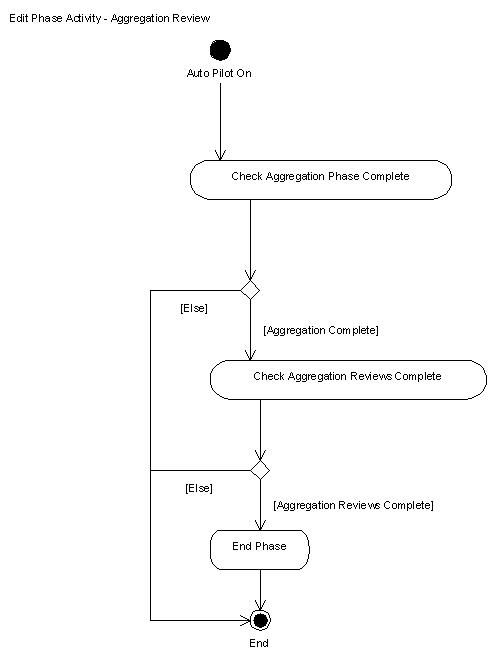 Edit Phase Activity - Aggregation Review
Auto Pilot On
Check Aggregation Phase Complete
[Else]
[Aggregation Complete]
Check Aggregation Reviews Complete
[Else]
[Aggregation Reviews Complete]
End Phase
End